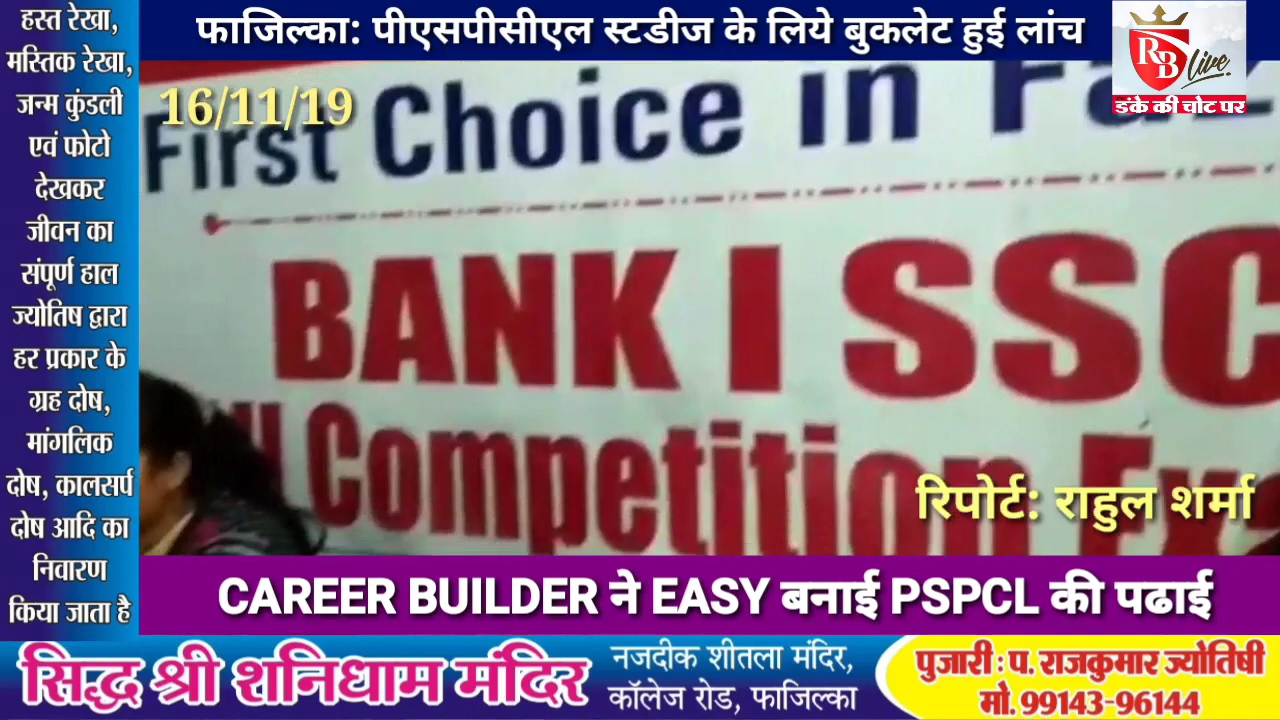 हस्त रेखा,
मस्तिक रेखा,
जन्म कुंडली
एवं फोटो
देखकर
जीवन का
संपूर्ण हाल
ज्योतिष द्वारा
हर प्रकार के
ग्रह दोष,
मांगलिक
दोष, कालसर्प
दोष आदि का
निवारण
किया जाता है
फाजिल्का: पीएसपीसीएल स्टडीज के लिये बुकलेट हुई लांच
RB Live
डंके की चोट पर
16/11/19
First Choice in
BANK I SSC
Competition
रिपोर्ट: राहुल शर्मा
CAREER BUILDER ने EASY बनाई PSPCL की पढाई
सिद्ध श्री शनिधाम मंदिर
नजदीक शीतला मंदिर,
कॉलेज रोड, फाजिल्का
पुजारी : प. राजकुमार ज्योतिषी
मो. 99143-96144